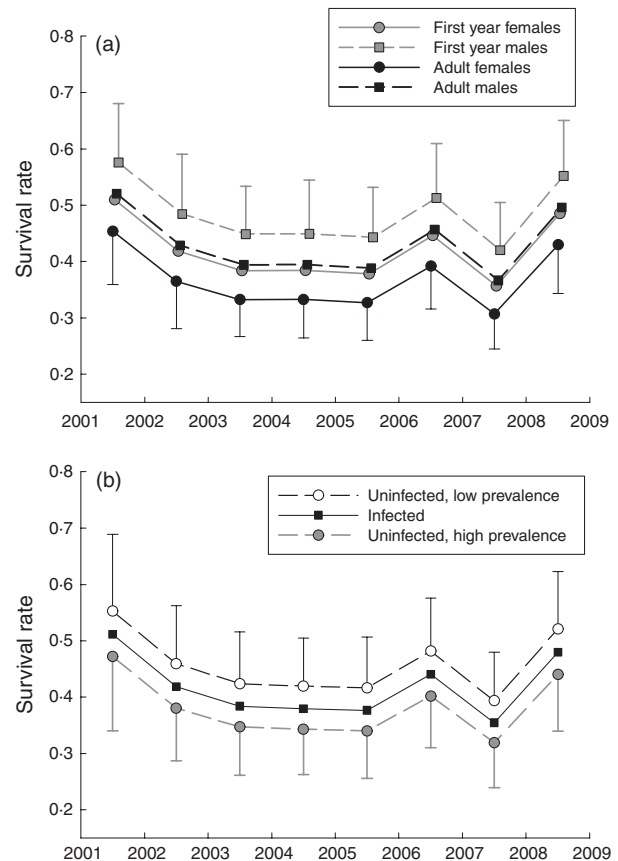 (a)
First year females
First year males
Adult females
Adult males
0·8
0·7
0·6
0·5
0·4
0·3
0·2
Survival rate
2001 2002 2003 2004 2005 2006 2007 2008 2009
(b)
Uninfected, low prevalence
Infected
Uninfected, high prevalence
0·8
0·7
0·6
0·5
0·4
0·3
0·2
Survival rate
2001 2002 2003 2004 2005 2006 2007 2008 2009